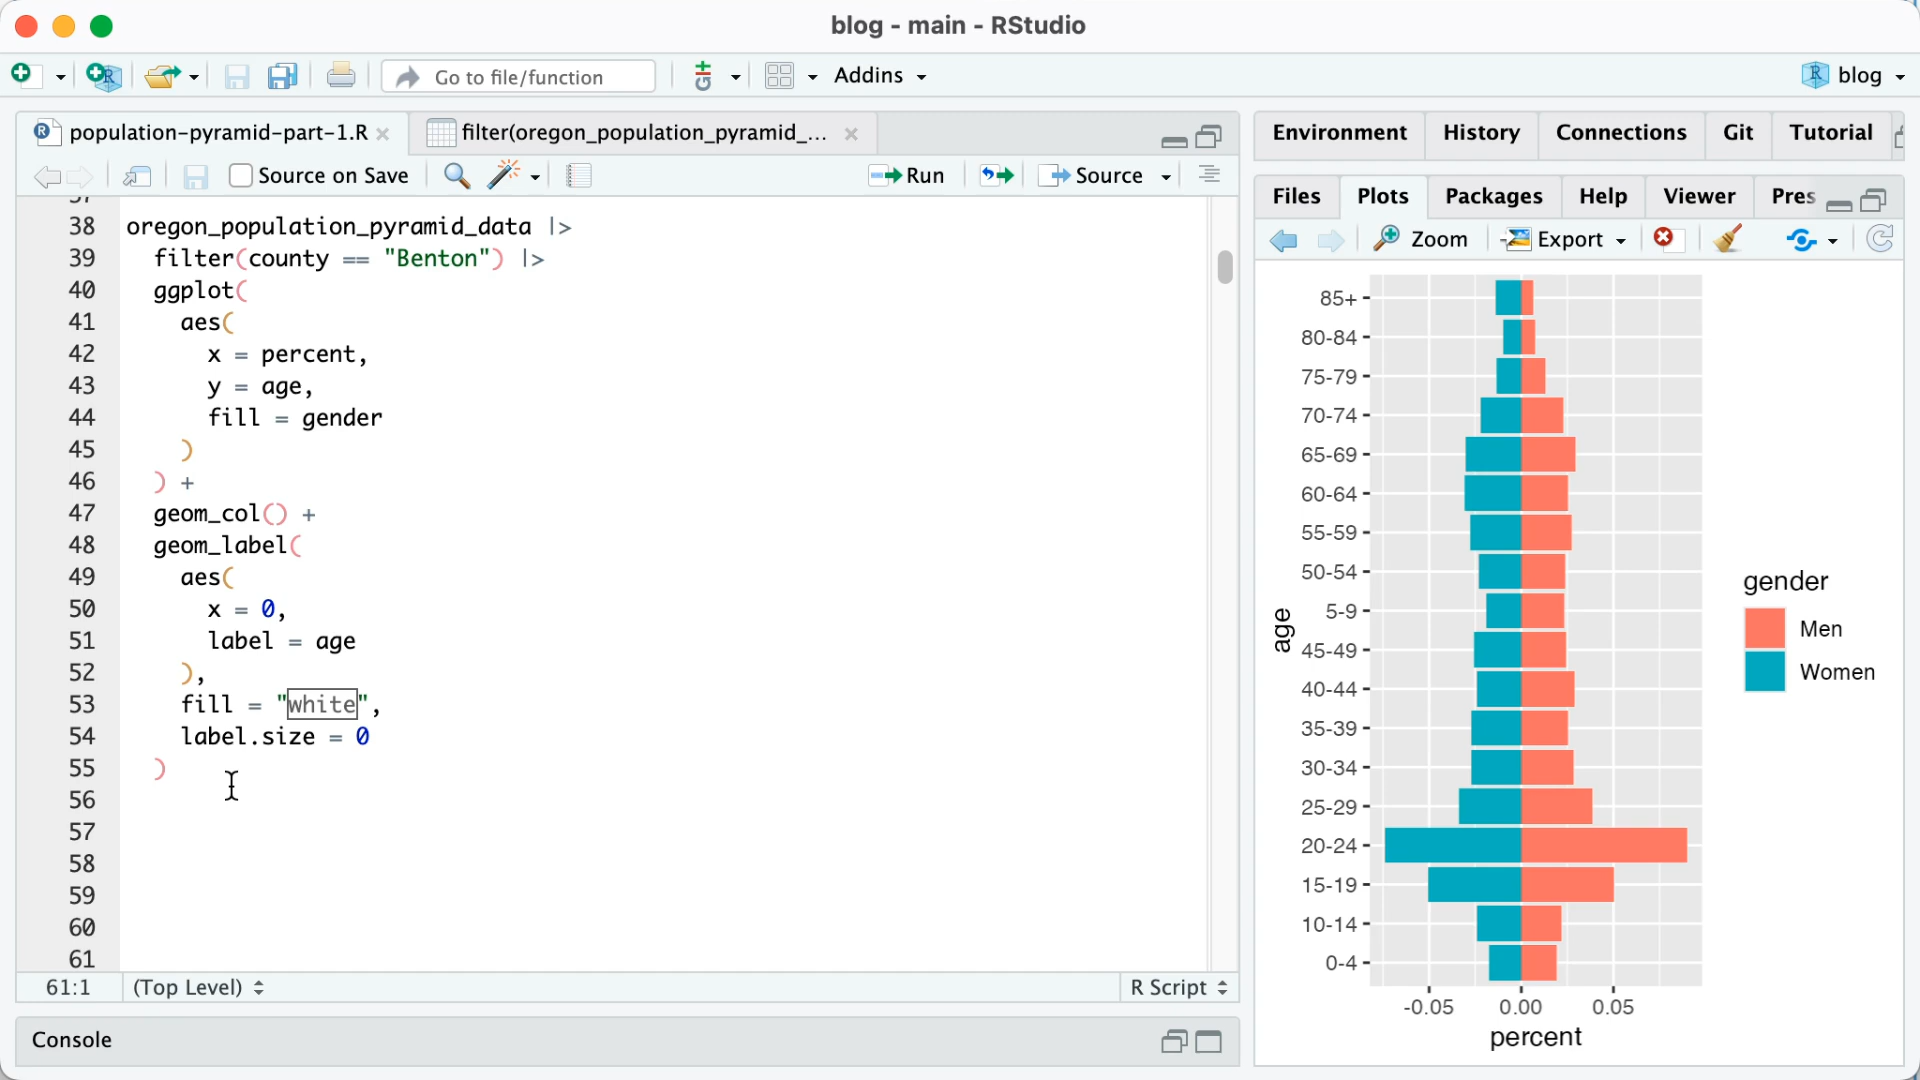 blog - main - RStudio
Go to file/function
Addins
blog
population-pyramid-part-1.R
filter(oregon_population_pyramid_...
Source on Save
Run
Source
37
38 oregon_population_pyramid_data |>
39 filter(county == "Benton") |>
40 ggplot(
41 aes(
42 x = percent,
43 y = age,
44 fill = gender
45 )
46 ) +
47 geom_col() +
48 geom_label(
49 aes(
50 x = 0,
51 label = age
52 ),
53 fill = "white",
54 label.size = 0
55 )
56
57
58
59
60
61
61:1 (Top Level) R Script
Console
Environment History Connections Git Tutorial
Files Plots Packages Help Viewer Pres
Zoom Export
85+
80-84
75-79
70-74
65-69
60-64
55-59
50-54
5-9
45-49
40-44
35-39
30-34
25-29
20-24
15-19
10-14
0-4
age
-0.05 0.00 0.05
percent
gender
Men
Women